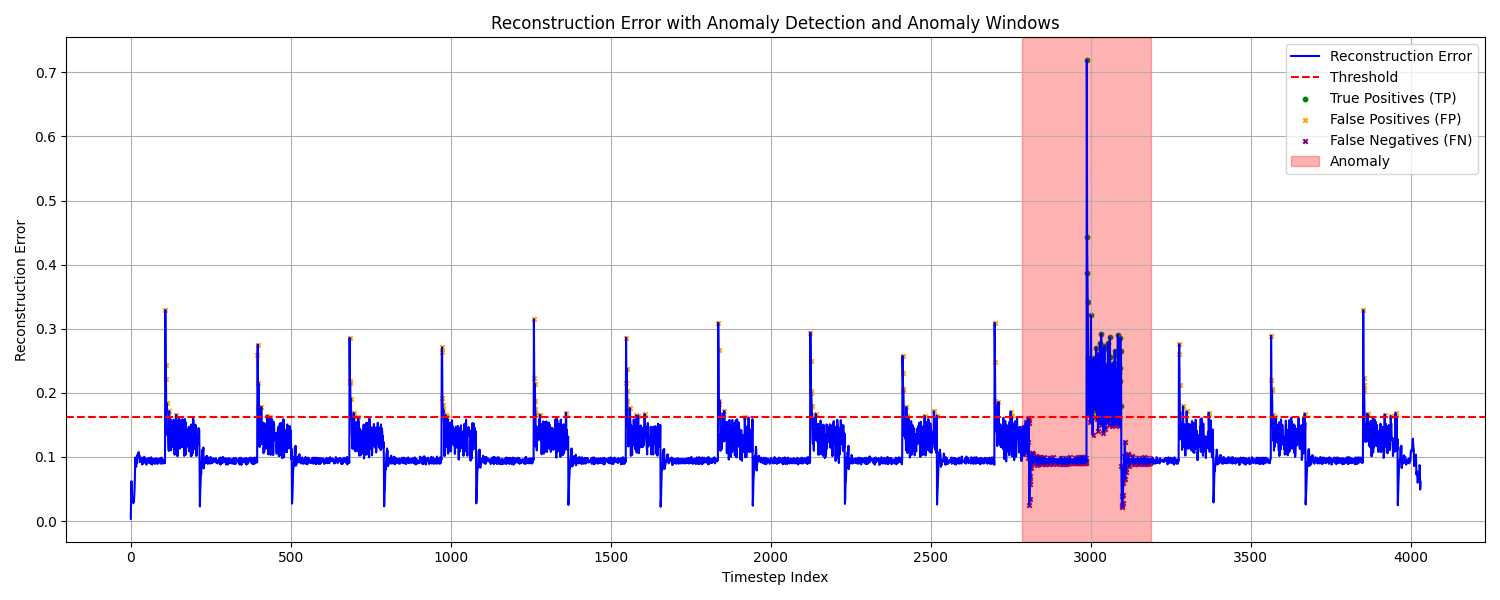 Reconstruction Error with Anomaly Detection and Anomaly Windows
Reconstruction Error
Threshold
True Positives (TP)
False Positives (FP)
False Negatives (FN)
Anomaly
Reconstruction Error
0.7
0.6
0.5
0.4
0.3
0.2
0.1
0.0
0 500 1000 1500 2000 2500 3000 3500 4000
Timestep Index